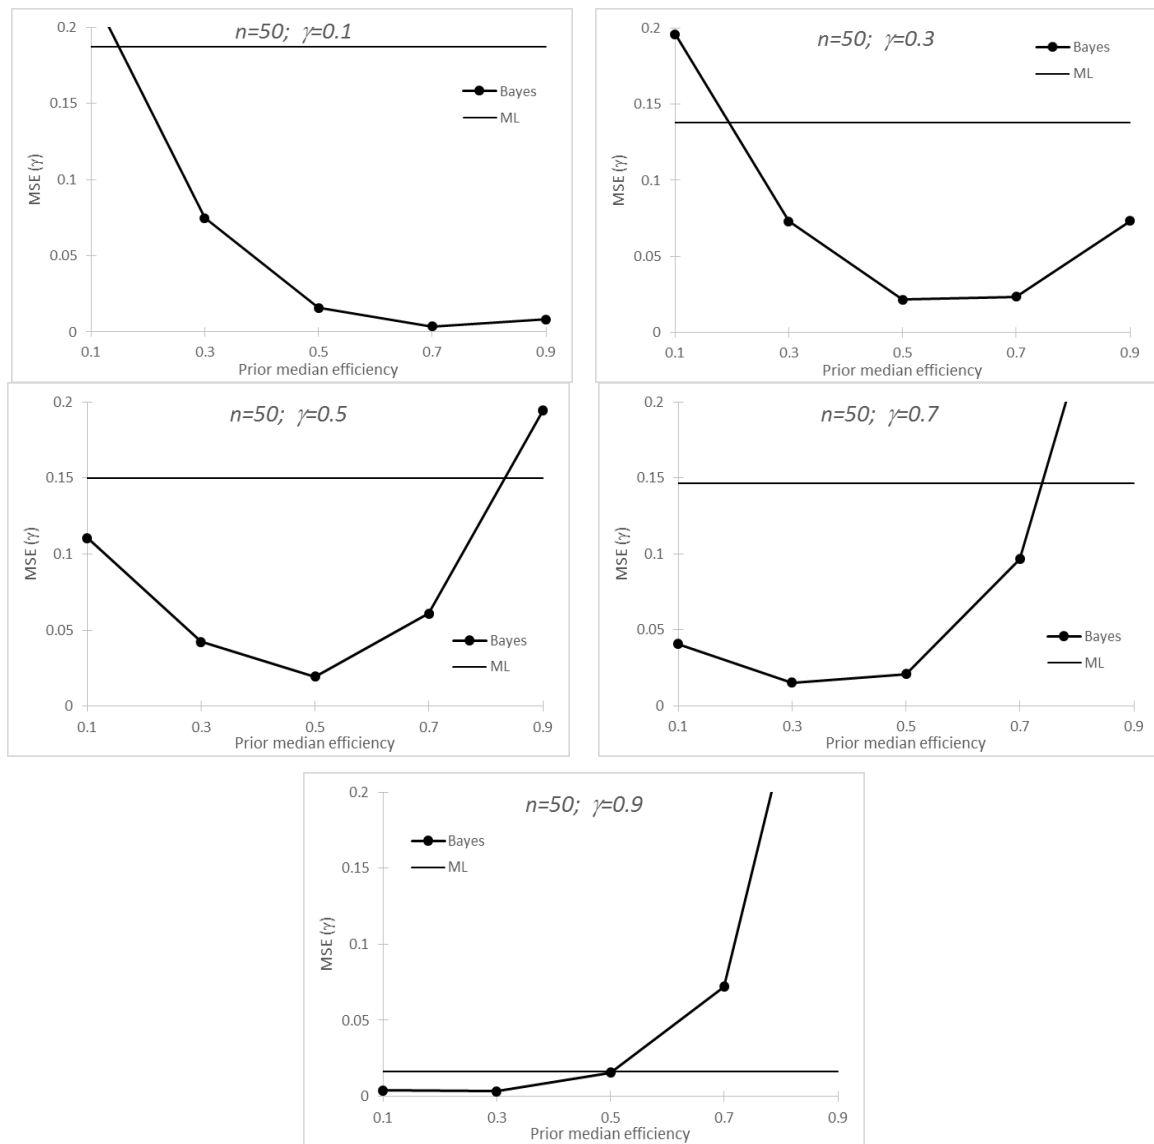 n=50; γ=0.1
MSE (γ)
0.2
0.15
0.1
0.05
0
Bayes
ML
0.1 0.3 0.5 0.7 0.9
Prior median efficiency
n=50; γ=0.3
MSE (γ)
0.2
0.15
0.1
0.05
0
Bayes
ML
0.1 0.3 0.5 0.7 0.9
Prior median efficiency
n=50; γ=0.5
MSE (γ)
0.2
0.15
0.1
0.05
0
Bayes
ML
0.1 0.3 0.5 0.7 0.9
Prior median efficiency
n=50; γ=0.7
MSE (γ)
0.2
0.15
0.1
0.05
0
Bayes
ML
0.1 0.3 0.5 0.7 0.9
Prior median efficiency
n=50; γ=0.9
MSE (γ)
0.2
0.15
0.1
0.05
0
Bayes
ML
0.1 0.3 0.5 0.7 0.9
Prior median efficiency